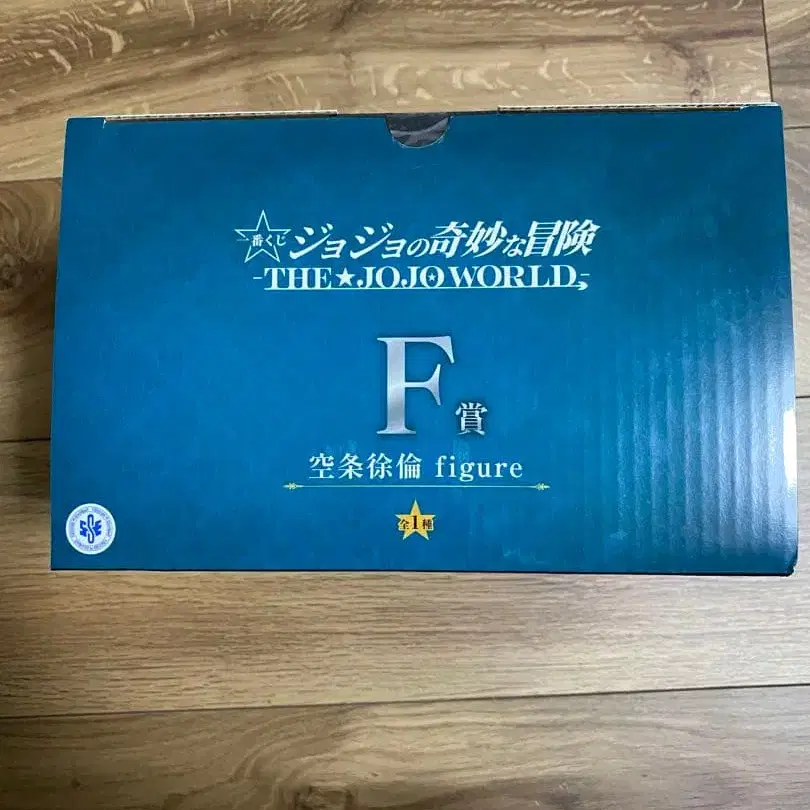 一番くじ ジョジョの奇妙な冒険
-THE★JOJO WORLD-
F賞
空条徐倫 figure
全1種